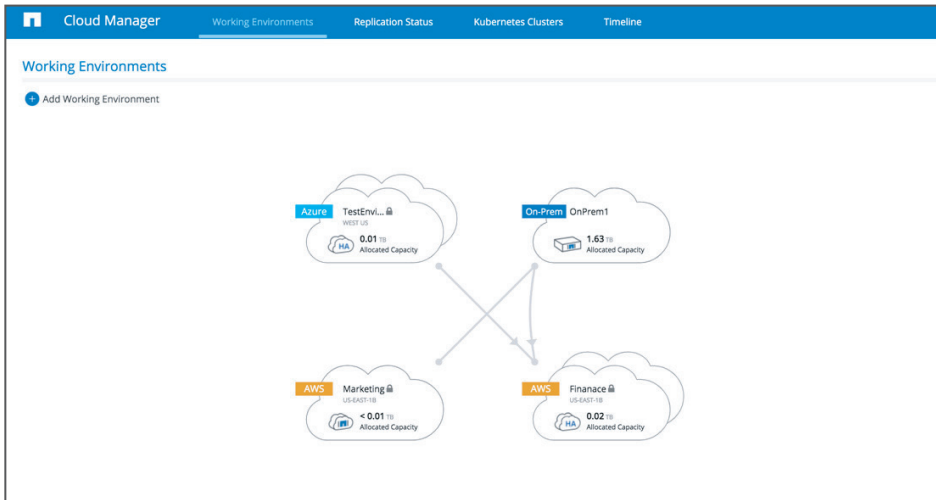 Cloud Manager
Working Environments
Replication Status
Kubernetes Clusters
Timeline
Working Environments
+ Add Working Environment
Azure TestEnvi...
WEST US
HA 0.01 TB
Allocated Capacity
On-Prem OnPrem1
1.63 TB
Allocated Capacity
AWS Marketing
US-EAST-1B
< 0.01 TB
Allocated Capacity
AWS Finanace
US-EAST-1B
HA 0.02 TB
Allocated Capacity